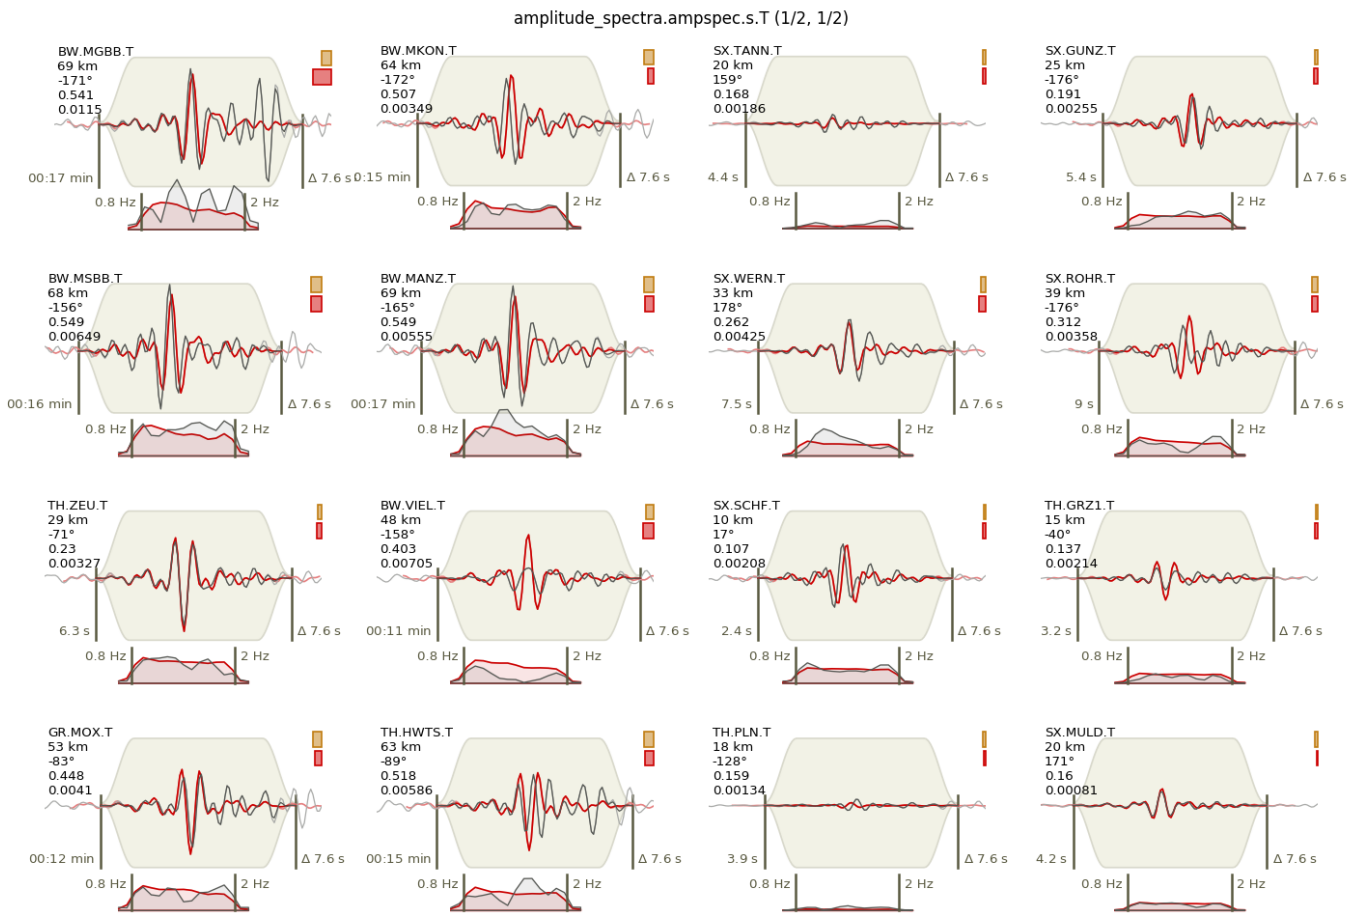 amplitude_spectra.ampspec.s.T (1/2, 1/2)
BW.MGBB.T
69 km
-171°
0.541
0.0115
00:17 min
Δ 7.6 s
0.8 Hz
2 Hz
BW.MKON.T
64 km
-172°
0.507
0.00349
0:15 min
Δ 7.6 s
0.8 Hz
2 Hz
SX.TANN.T
20 km
159°
0.168
0.00186
4.4 s
Δ 7.6 s
0.8 Hz
2 Hz
SX.GUNZ.T
25 km
-176°
0.191
0.00255
5.4 s
Δ 7.6 s
0.8 Hz
2 Hz
BW.MSBB.T
68 km
-156°
0.549
0.00649
00:16 min
Δ 7.6 s
0.8 Hz
2 Hz
BW.MANZ.T
69 km
-165°
0.549
0.00555
00:17 min
Δ 7.6 s
0.8 Hz
2 Hz
SX.WERN.T
33 km
178°
0.262
0.00425
7.5 s
Δ 7.6 s
0.8 Hz
2 Hz
SX.ROHR.T
39 km
-176°
0.312
0.00358
9 s
Δ 7.6 s
0.8 Hz
2 Hz
TH.ZEU.T
29 km
-71°
0.23
0.00327
6.3 s
Δ 7.6 s
0.8 Hz
2 Hz
BW.VIEL.T
48 km
-158°
0.403
0.00705
00:11 min
Δ 7.6 s
0.8 Hz
2 Hz
SX.SCHF.T
10 km
17°
0.107
0.00208
2.4 s
Δ 7.6 s
0.8 Hz
2 Hz
TH.GRZ1.T
15 km
-40°
0.137
0.00214
3.2 s
Δ 7.6 s
0.8 Hz
2 Hz
GR.MOX.T
53 km
-83°
0.448
0.0041
00:12 min
Δ 7.6 s
0.8 Hz
2 Hz
TH.HWTS.T
63 km
-89°
0.518
0.00586
00:15 min
Δ 7.6 s
0.8 Hz
2 Hz
TH.PLN.T
18 km
-128°
0.159
0.00134
3.9 s
Δ 7.6 s
0.8 Hz
2 Hz
SX.MULD.T
20 km
171°
0.16
0.00081
4.2 s
Δ 7.6 s
0.8 Hz
2 Hz